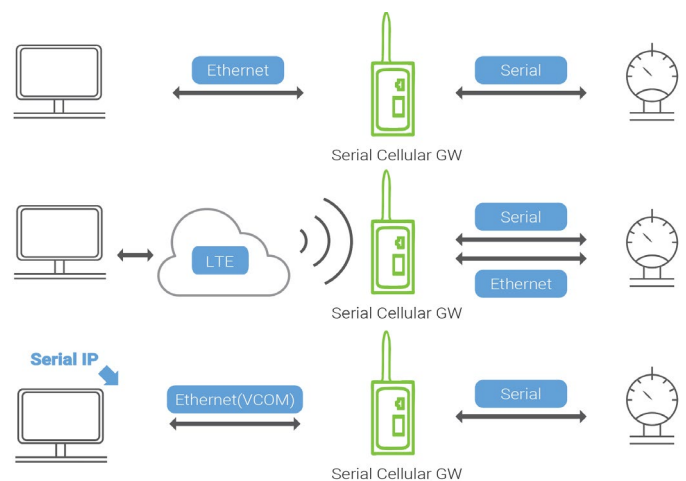 Ethernet
Serial
Serial Cellular GW
LTE
Serial
Ethernet
Serial Cellular GW
Serial IP
Ethernet(VCOM)
Serial
Serial Cellular GW